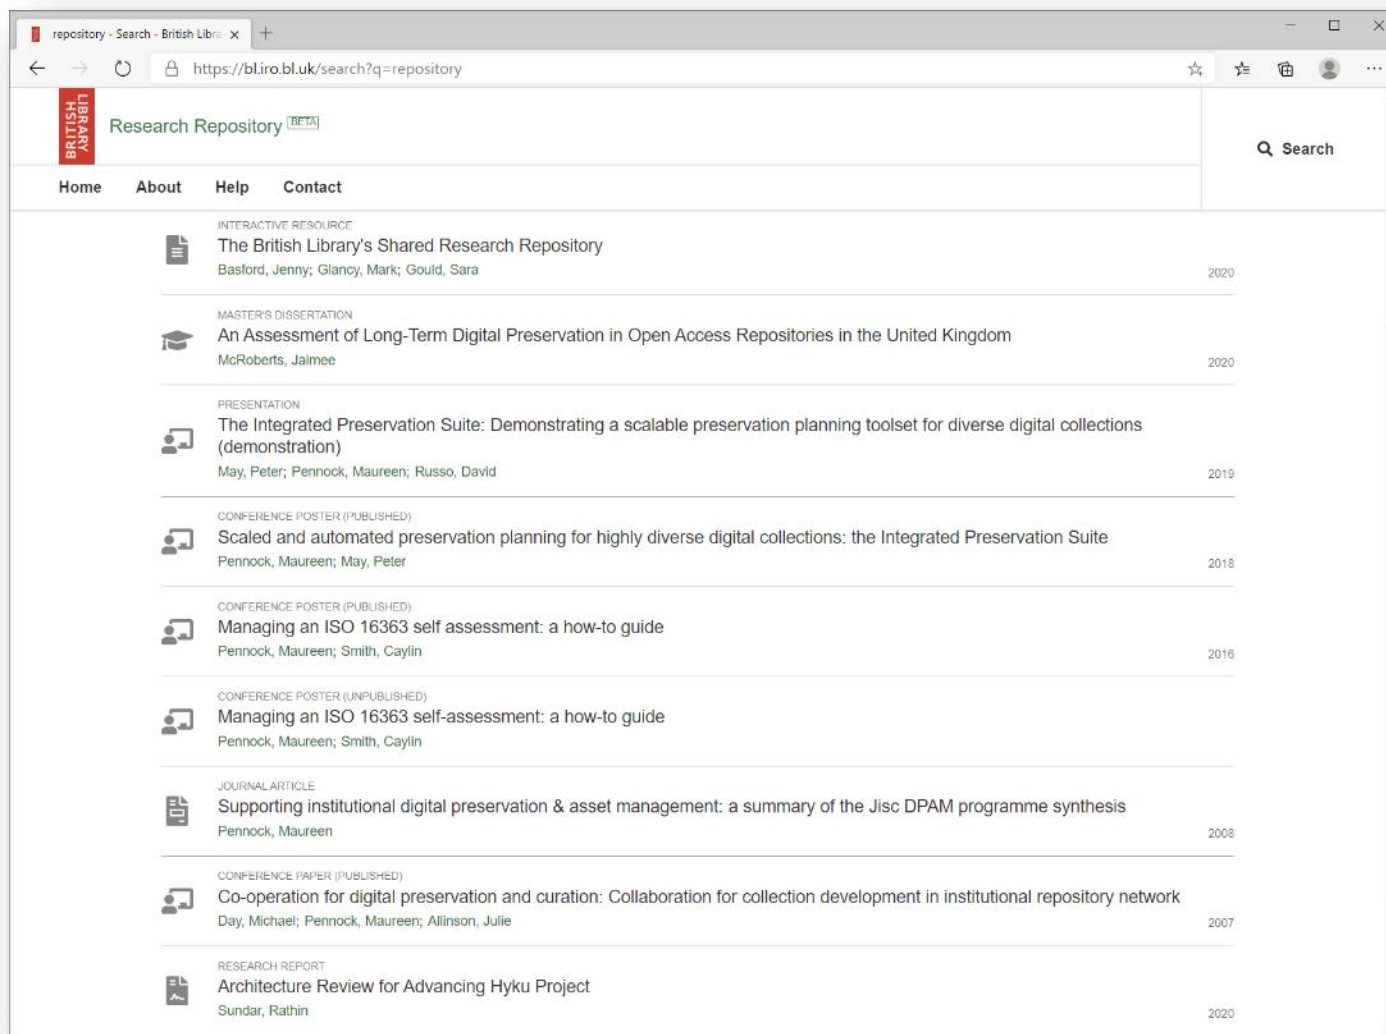 repository - Search - British Libra
https://bl.iro.bl.uk/search?q=repository
BRITISH LIBRARY
Research Repository BETA
Search
Home About Help Contact
INTERACTIVE RESOURCE
The British Library's Shared Research Repository
Basford, Jenny; Glancy, Mark; Gould, Sara
2020
MASTER'S DISSERTATION
An Assessment of Long-Term Digital Preservation in Open Access Repositories in the United Kingdom
McRoberts, Jaimee
2020
PRESENTATION
The Integrated Preservation Suite: Demonstrating a scalable preservation planning toolset for diverse digital collections
(demonstration)
May, Peter; Pennock, Maureen; Russo, David
2019
CONFERENCE POSTER (PUBLISHED)
Scaled and automated preservation planning for highly diverse digital collections: the Integrated Preservation Suite
Pennock, Maureen; May, Peter
2018
CONFERENCE POSTER (PUBLISHED)
Managing an ISO 16363 self assessment: a how-to guide
Pennock, Maureen; Smith, Caylin
2016
CONFERENCE POSTER (UNPUBLISHED)
Managing an ISO 16363 self-assessment: a how-to guide
Pennock, Maureen; Smith, Caylin
JOURNAL ARTICLE
Supporting institutional digital preservation & asset management: a summary of the Jisc DPAM programme synthesis
Pennock, Maureen
2008
CONFERENCE PAPER (PUBLISHED)
Co-operation for digital preservation and curation: Collaboration for collection development in institutional repository network
Day, Michael; Pennock, Maureen; Allinson, Julie
2007
RESEARCH REPORT
Architecture Review for Advancing Hyku Project
Sundar, Rathin
2020